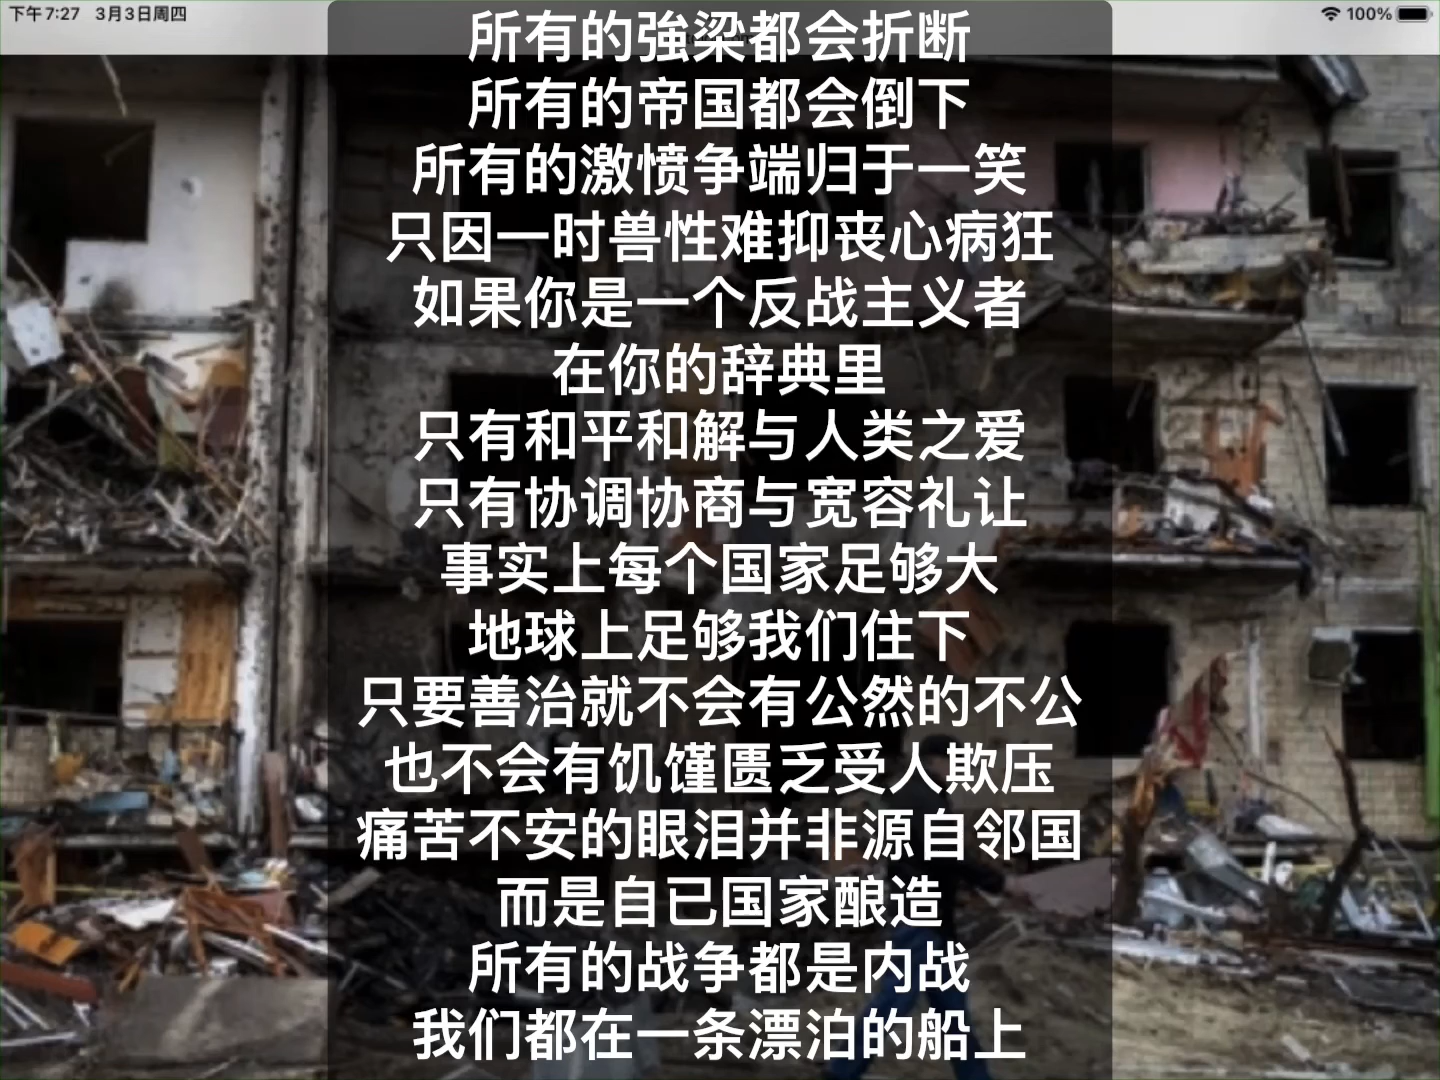 下午7:27 3月3日周四
100%
所有的強梁都会折断
所有的帝国都会倒下
所有的激愤争端归于一笑
只因一时兽性难抑丧心病狂
如果你是一个反战主义者
在你的辞典里
只有和平和解与人类之爱
只有协调协商与宽容礼让
事实上每个国家足够大
地球上足够我们住下
只要善治就不会有公然的不公
也不会有饥馑匮乏受人欺压
痛苦不安的眼泪并非源自邻国
而是自已国家酿造
所有的战争都是内战
我们都在一条漂泊的船上